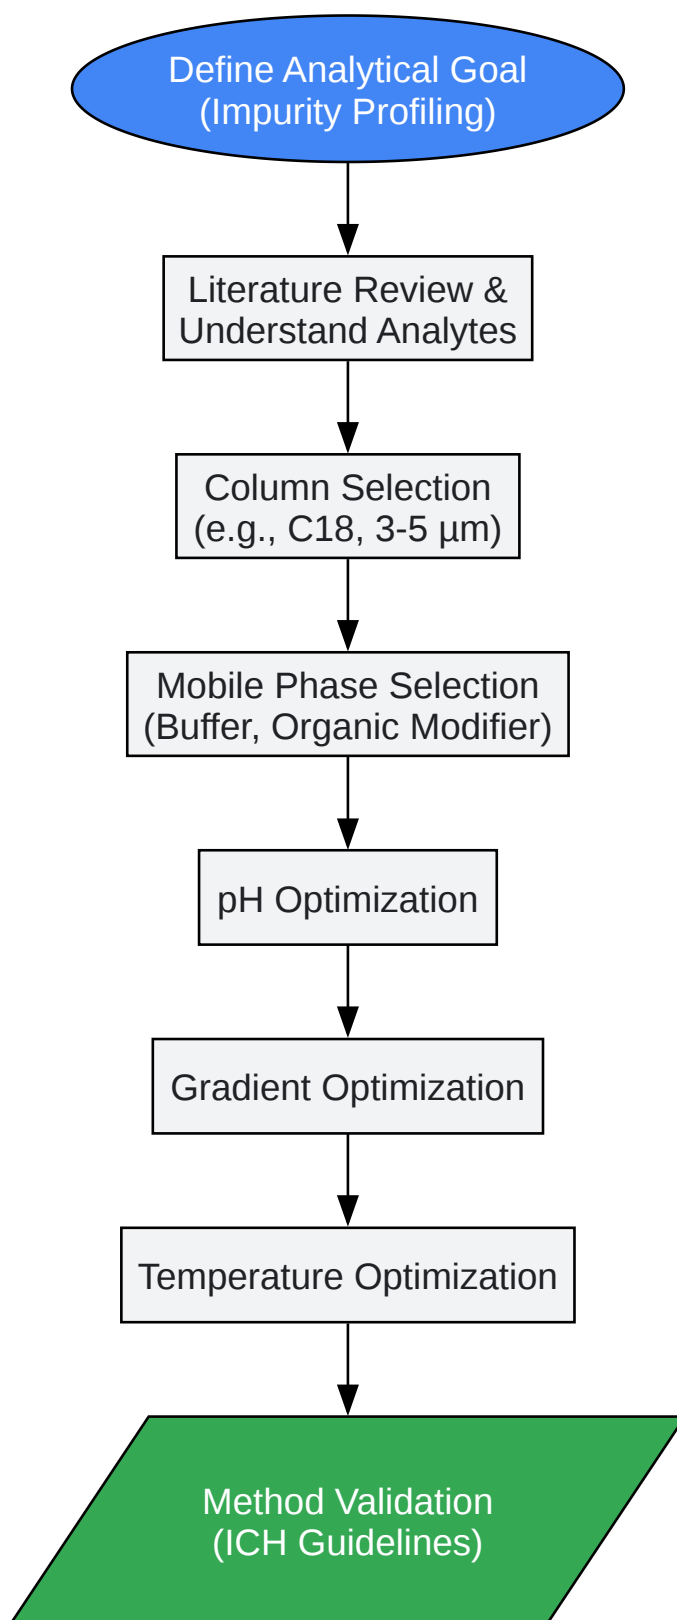 Define Analytical Goal
(Impurity Profiling)
Literature Review &
Understand Analytes
Column Selection
(e.g., C18, 3-5 µm)
Mobile Phase Selection
(Buffer, Organic Modifier)
pH Optimization
Gradient Optimization
Temperature Optimization
Method Validation
(ICH Guidelines)